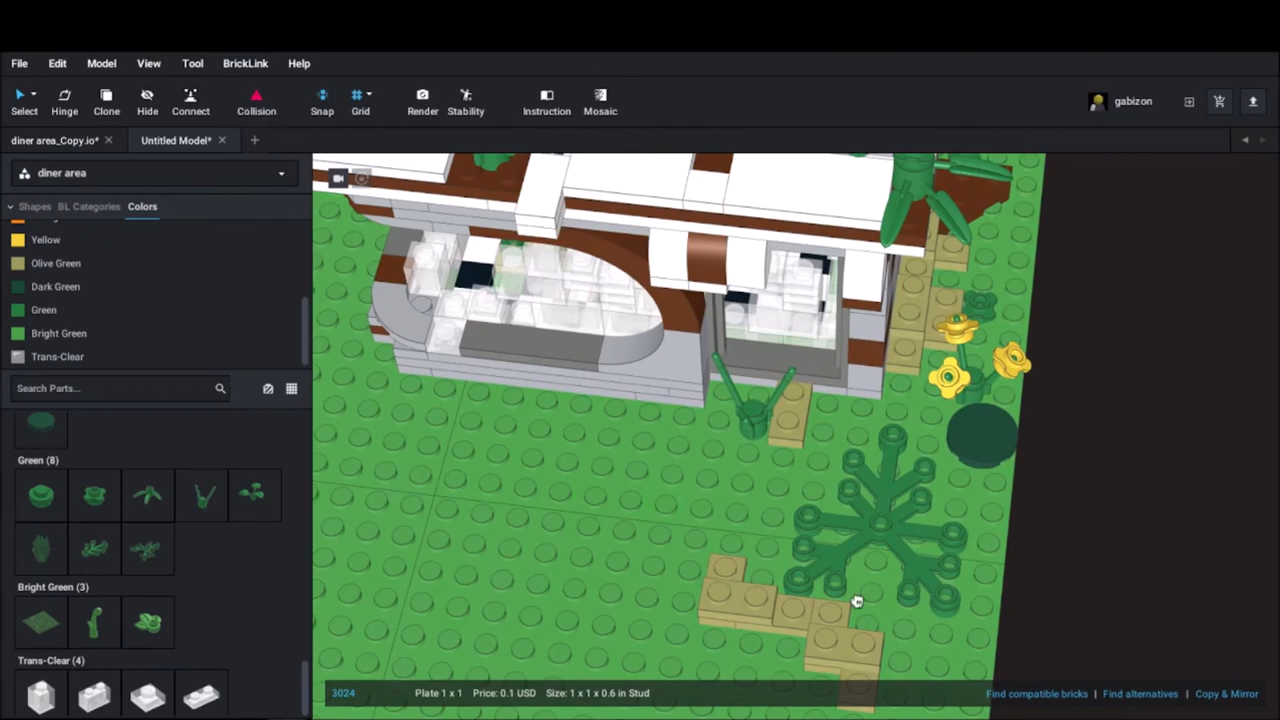 File Edit Model View Tool BrickLink Help
Select Hinge Clone Hide Connect Collision Snap Grid Render Stability Instruction Mosaic gabizon
diner area_Copy.io* Untitled Model*
diner area
Shapes BL Categories Colors
Yellow
Olive Green
Dark Green
Green
Bright Green
Trans-Clear
Search Parts...
Green (8)
Bright Green (3)
Trans-Clear (4)
3024 Plate 1 x 1 Price: 0.1 USD Size: 1 x 1 x 0.6 in Stud Find compatible bricks | Find alternatives | Copy & Mirror